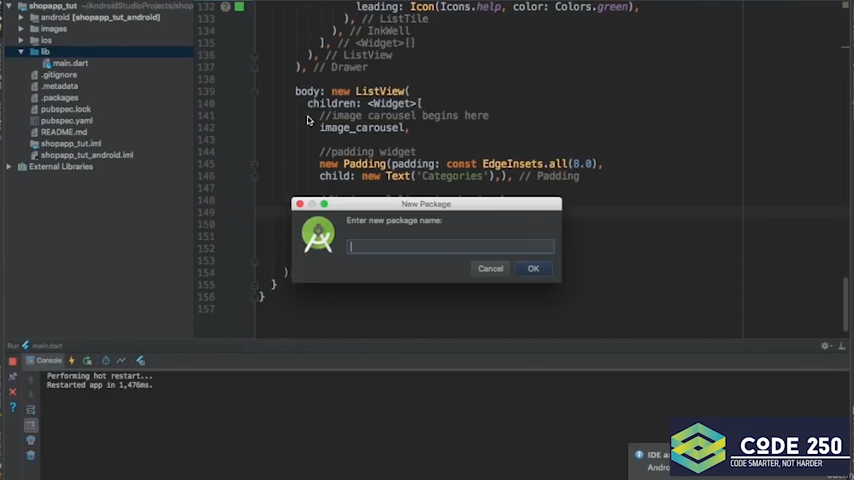 shopapp_tut ~/AndroidStudioProjects/shop
android [shopapp_tut_android]
images
ios
lib
main.dart
.gitignore
.metadata
.packages
pubspec.lock
pubspec.yaml
README.md
shopapp_tut.iml
shopapp_tut_android.iml
External Libraries
132 leading: Icon(Icons.help, color: Colors.green),
133 ), // ListTile
134 ), // InkWell
135 ], // <Widget>[]
136 ), // ListView
137 ), // Drawer
138
139 body: new ListView(
140 children: <Widget>[
141 //image carousel begins here
142 image_carousel,
143
144 //padding widget
145 new Padding(padding: const EdgeInsets.all(8.0),
146 child: new Text('Categories'),), // Padding
147
148
149
150
151
152
153
154 )
155 }
156 }
157
New Package
Enter new package name:
Cancel
OK
Run main.dart
Console
Performing hot restart...
Restarted app in 1,476ms.
IDE a
Andro
CODE 250
CODE SMARTER, NOT HARDER